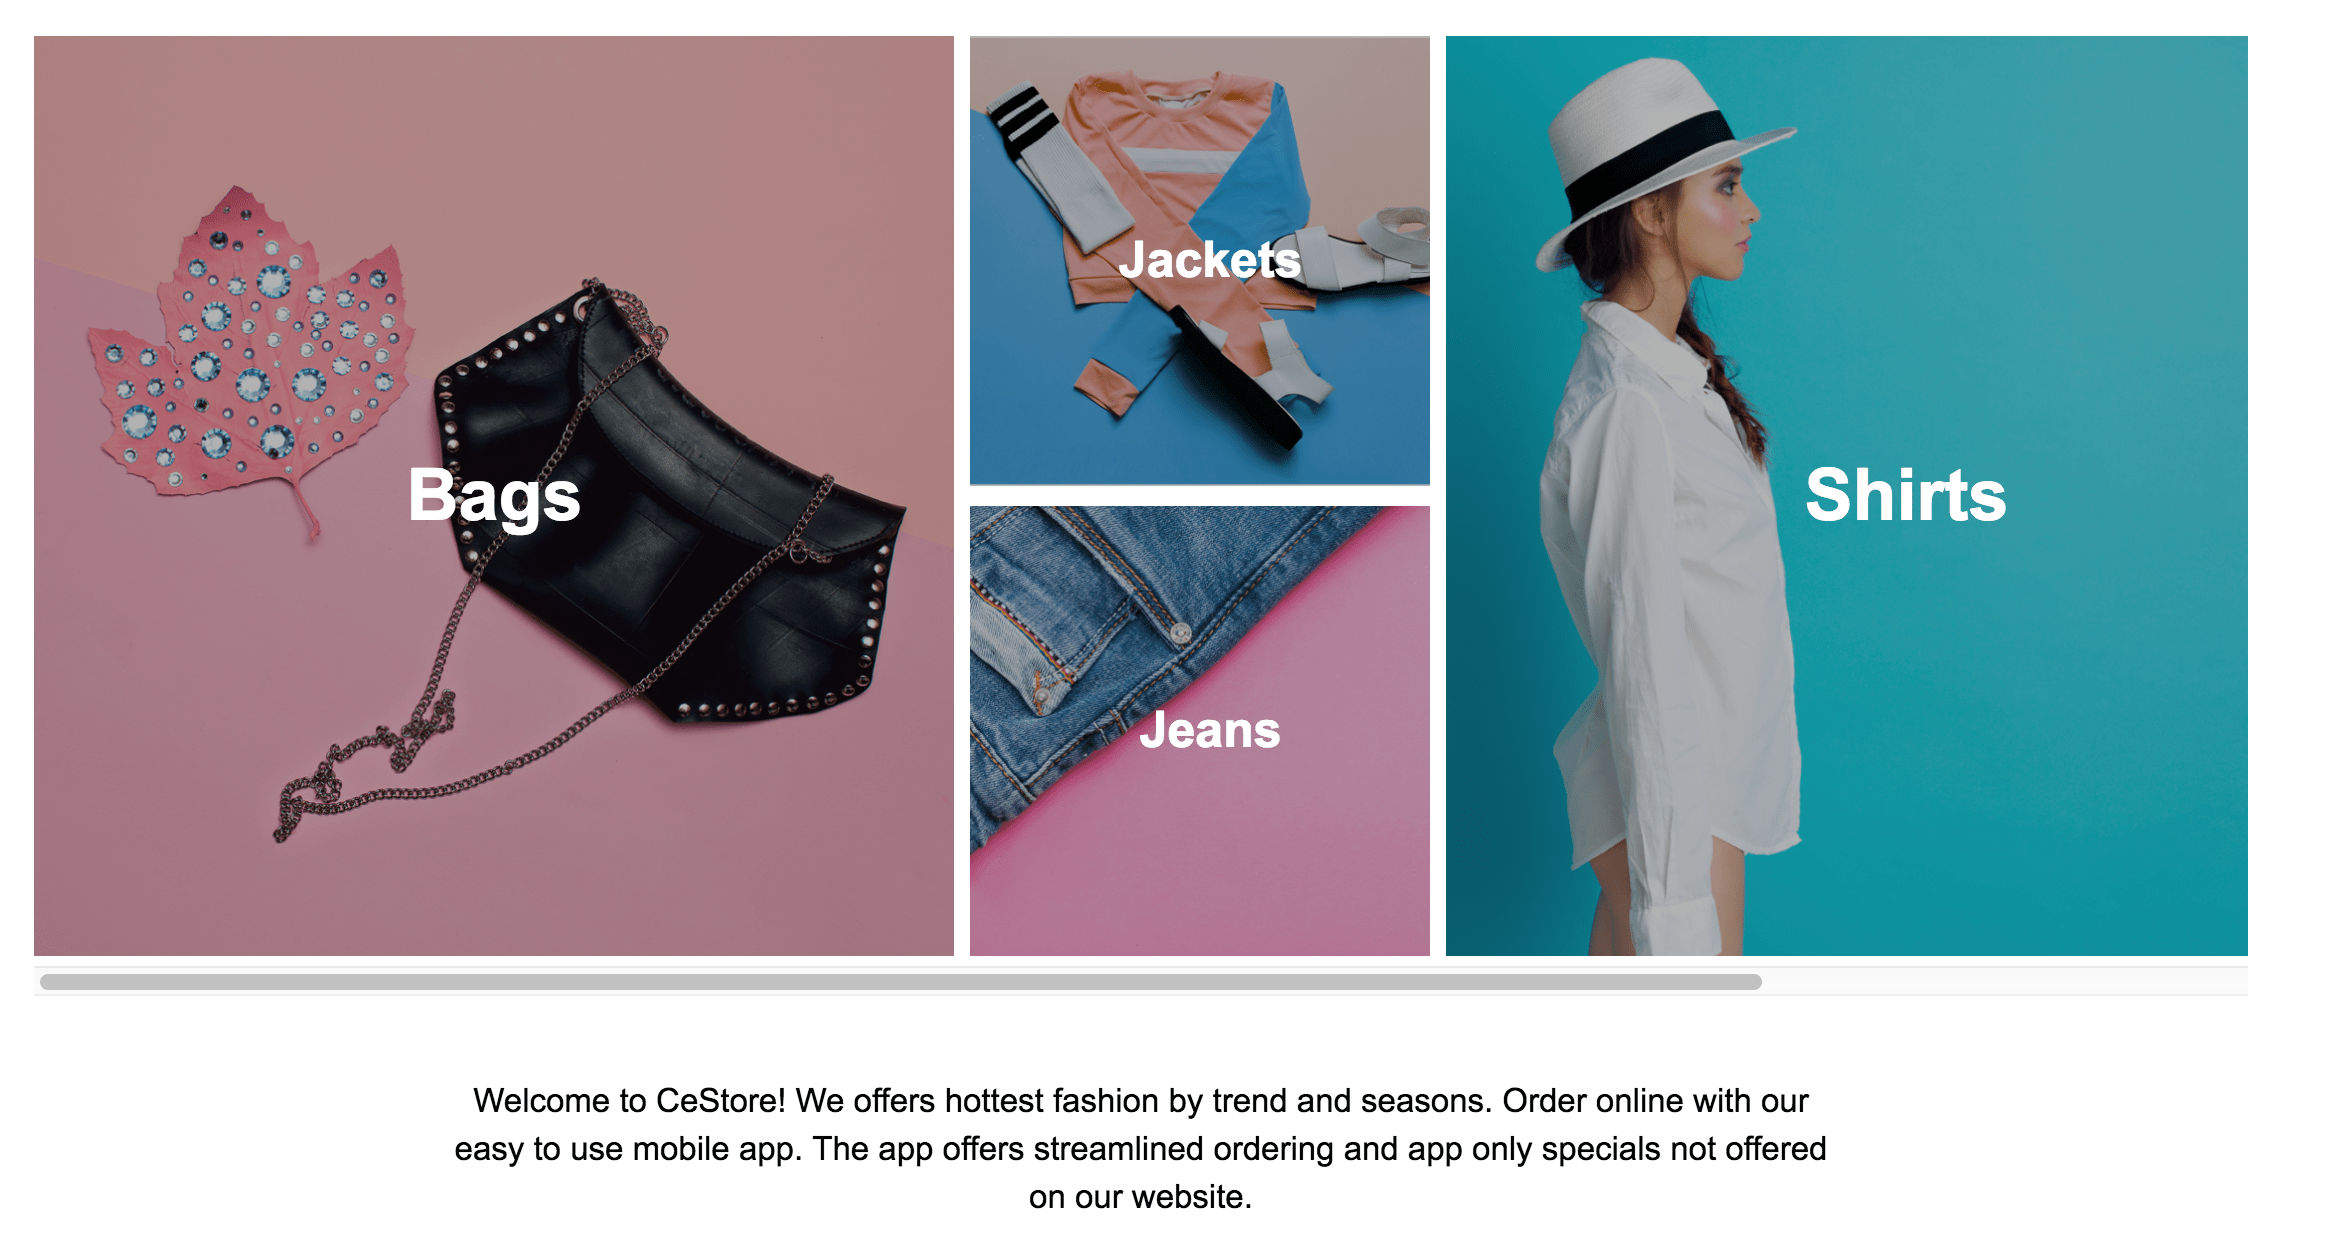 Bags
Jackets
Jeans
Shirts
Welcome to CeStore! We offers hottest fashion by trend and seasons. Order online with our
easy to use mobile app. The app offers streamlined ordering and app only specials not offered
on our website.